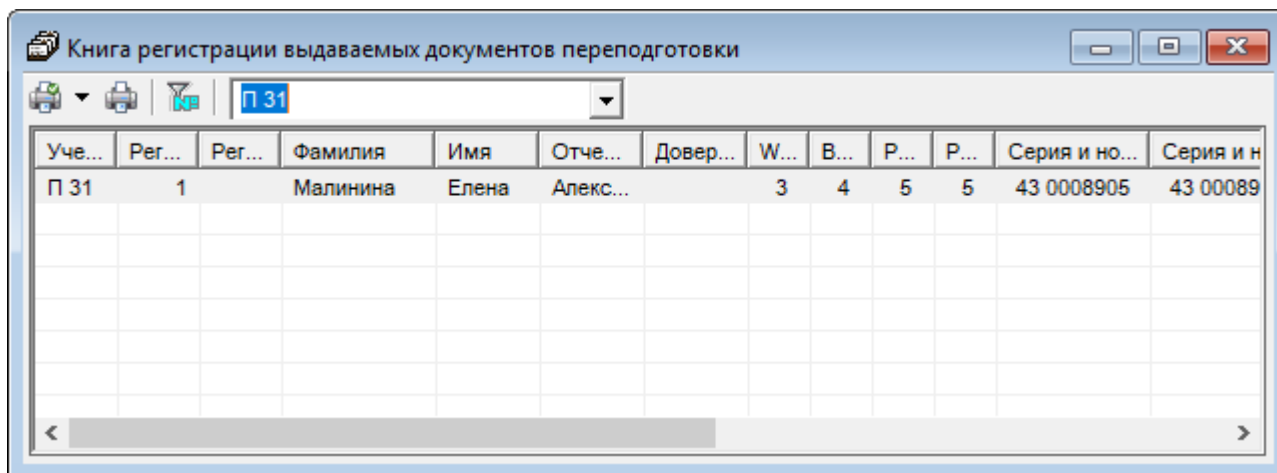 Книга регистрации выдаваемых документов переподготовки
№ П 31
Уче... Рег... Рег... Фамилия Имя Отче... Довер... W... В... Р... Р... Серия и но... Серия и н
П 31 1 Малинина Елена Алекс... 3 4 5 5 43 0008905 43 00089